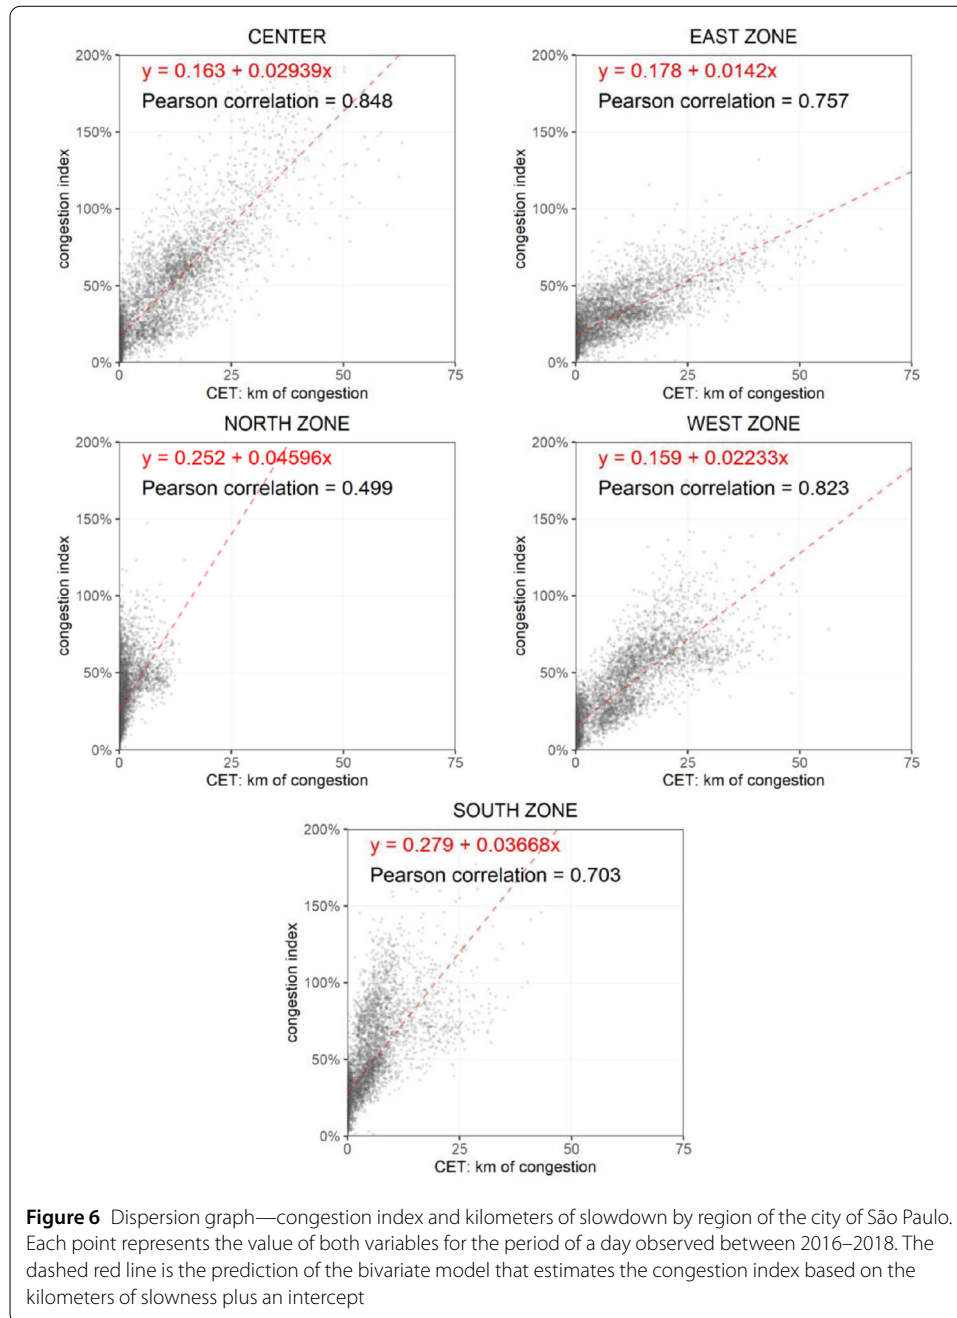 CENTER
y = 0.163 + 0.02939x
Pearson correlation = 0.848
200%
150%
100%
50%
0%
congestion index
0 25 50 75
CET: km of congestion
EAST ZONE
y = 0.178 + 0.0142x
Pearson correlation = 0.757
200%
150%
100%
50%
0%
congestion index
0 25 50 75
CET: km of congestion
NORTH ZONE
y = 0.252 + 0.04596x
Pearson correlation = 0.499
200%
150%
100%
50%
0%
congestion index
0 25 50 75
CET: km of congestion
WEST ZONE
y = 0.159 + 0.02233x
Pearson correlation = 0.823
200%
150%
100%
50%
0%
congestion index
0 25 50 75
CET: km of congestion
SOUTH ZONE
y = 0.279 + 0.03668x
Pearson correlation = 0.703
200%
150%
100%
50%
0%
congestion index
0 25 50 75
CET: km of congestion
Figure 6 Dispersion graph—congestion index and kilometers of slowdown by region of the city of São Paulo.
Each point represents the value of both variables for the period of a day observed between 2016–2018. The
dashed red line is the prediction of the bivariate model that estimates the congestion index based on the
kilometers of slowness plus an intercept